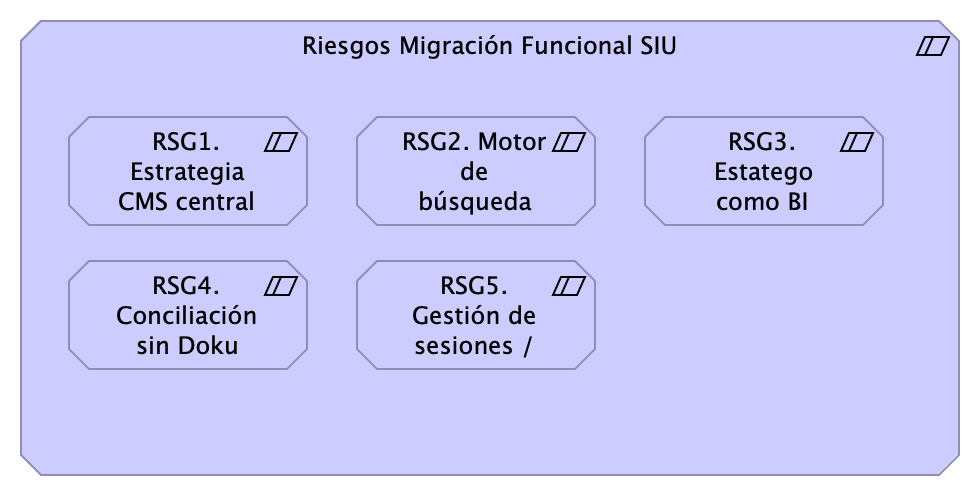 Riesgos Migración Funcional SIU
RSG1.
Estrategia
CMS central
RSG2. Motor
de
búsqueda
RSG3.
Estatego
como BI
RSG4.
Conciliación
sin Doku
RSG5.
Gestión de
sesiones /